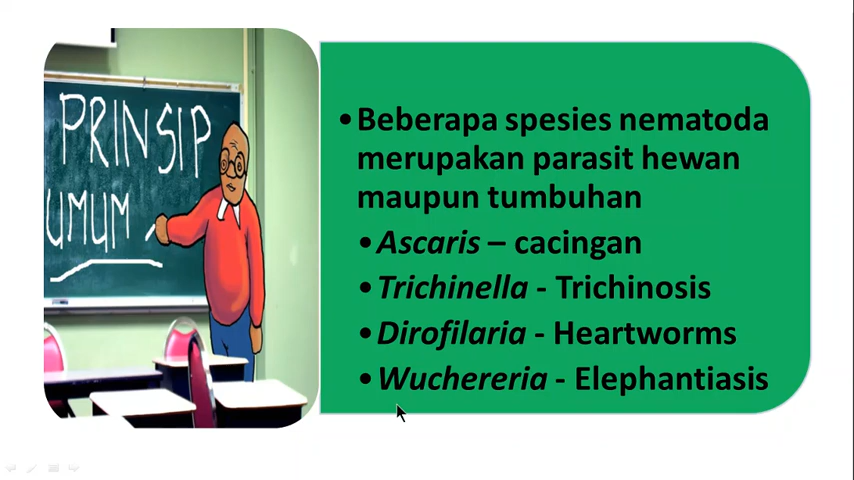 PRINSIP
UMUM
•Beberapa spesies nematoda
merupakan parasit hewan
maupun tumbuhan
•Ascaris – cacingan
•Trichinella - Trichinosis
•Dirofilaria - Heartworms
•Wuchereria - Elephantiasis